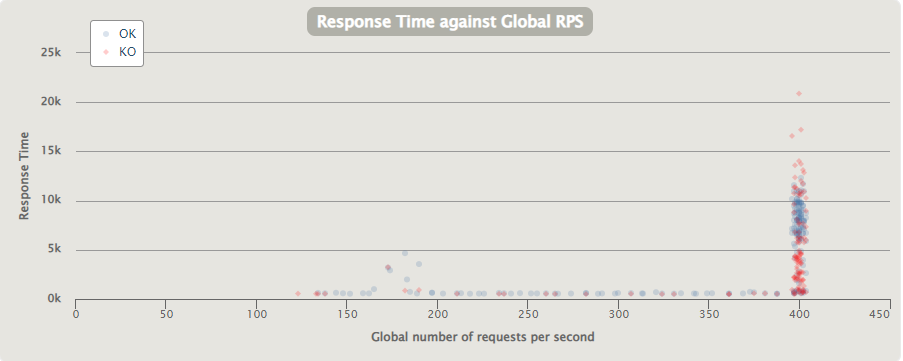 Response Time against Global RPS
OK
KO
25k
20k
15k
10k
5k
0k
Response Time
0
50
100
150
200
250
300
350
400
450
Global number of requests per second